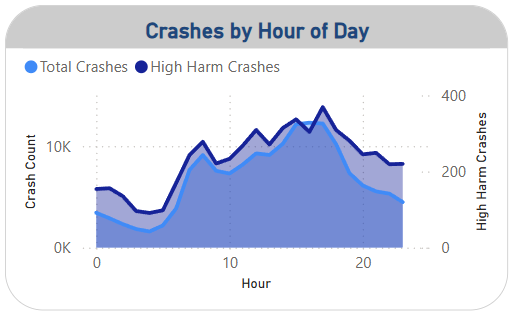 Crashes by Hour of Day
Total Crashes High Harm Crashes
Crash Count
10K
0K
0 10 20
Hour
400
200
0
High Harm Crashes